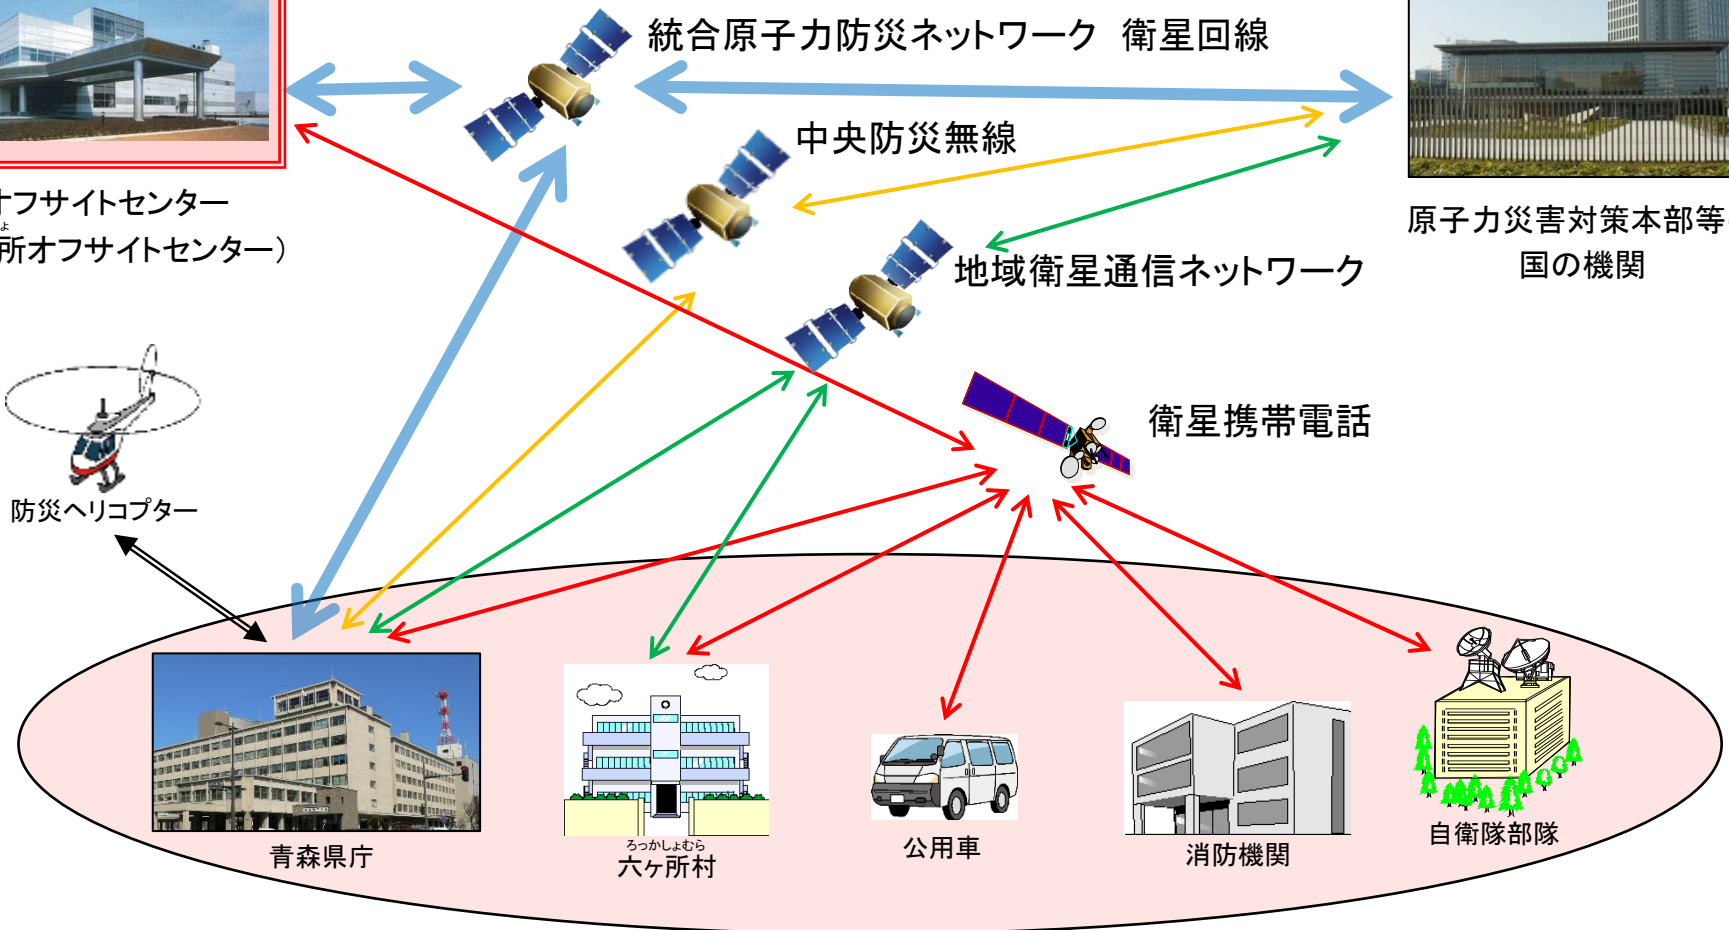 統合原子力防災ネットワーク 衛星回線
中央防災無線
オフサイトセンター
ょ
所オフサイトセンター）
原子力災害対策本部等
国の機関
地域衛星通信ネットワーク
衛星携帯電話
防災ヘリコプター
青森県庁
ろっかしょむら
六ヶ所村
公用車
消防機関
自衛隊部隊